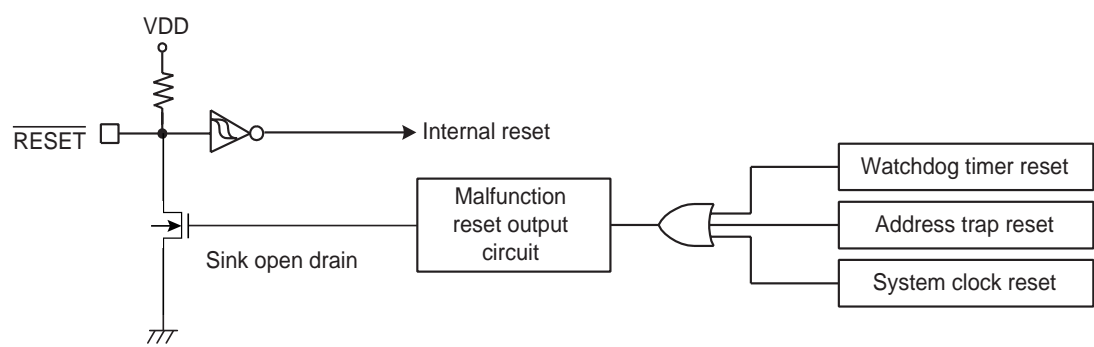 VDD
RESET
Internal reset
Watchdog timer reset
Malfunction
reset output
circuit
Address trap reset
Sink open drain
System clock reset